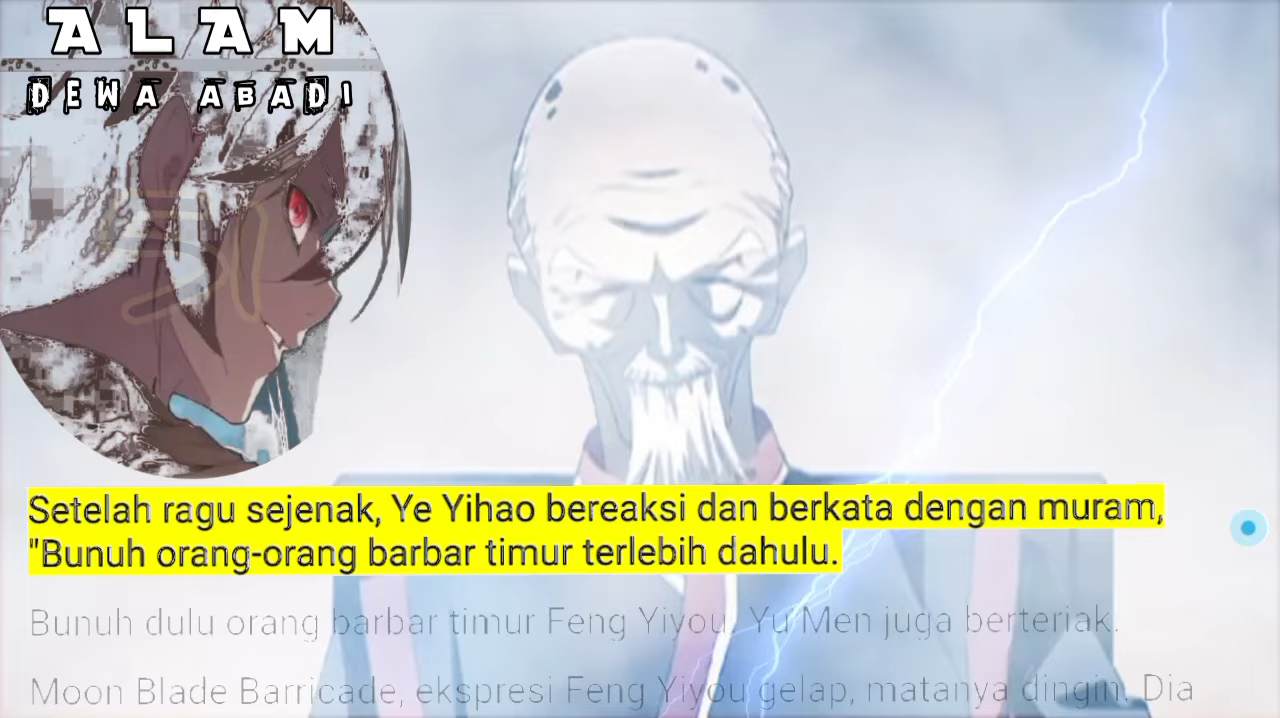 ALAM
DEWA ABADI
Setelah ragu sejenak, Ye Yihao bereaksi dan berkata dengan muram,
"Bunuh orang-orang barbar timur terlebih dahulu.
Bunuh dulu orang barbar timur Feng Yiyou, Yu Men juga berteriak.
Moon Blade Barricade, ekspresi Feng Yiyou gelap, matanya dingin. Dia